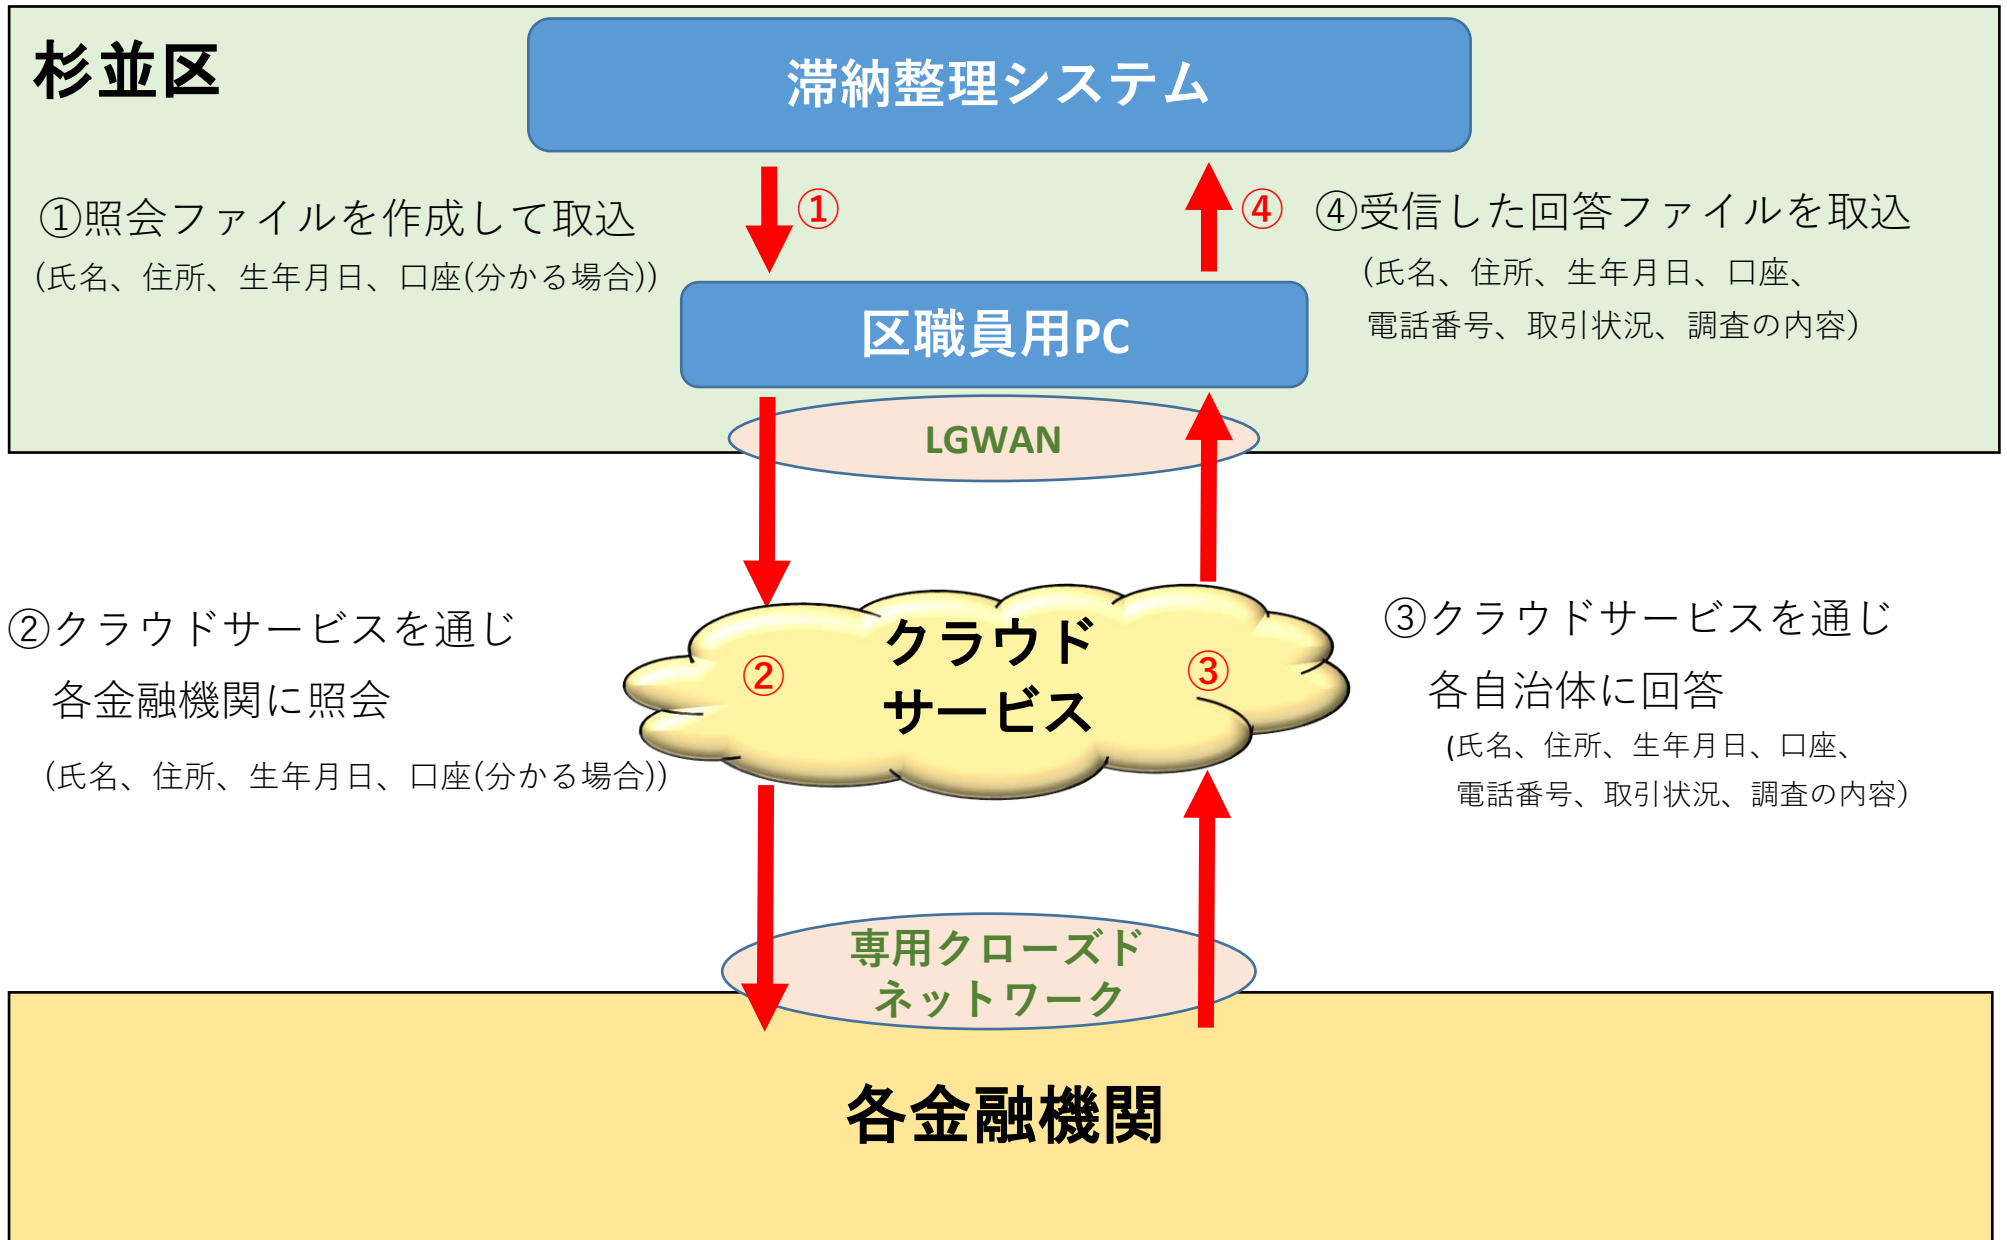 杉並区
滞納整理システム
①照会ファイルを作成して取込
(氏名、住所、生年月日、口座(分かる場合))
①
④
④受信した回答ファイルを取込
(氏名、住所、生年月日、口座、
電話番号、取引状況、調査の内容)
区職員用PC
LGWAN
②クラウドサービスを通じ
各金融機関に照会
(氏名、住所、生年月日、口座(分かる場合))
②
クラウド
サービス
③
③クラウドサービスを通じ
各自治体に回答
(氏名、住所、生年月日、口座、
電話番号、取引状況、調査の内容)
専用クローズド
ネットワーク
各金融機関